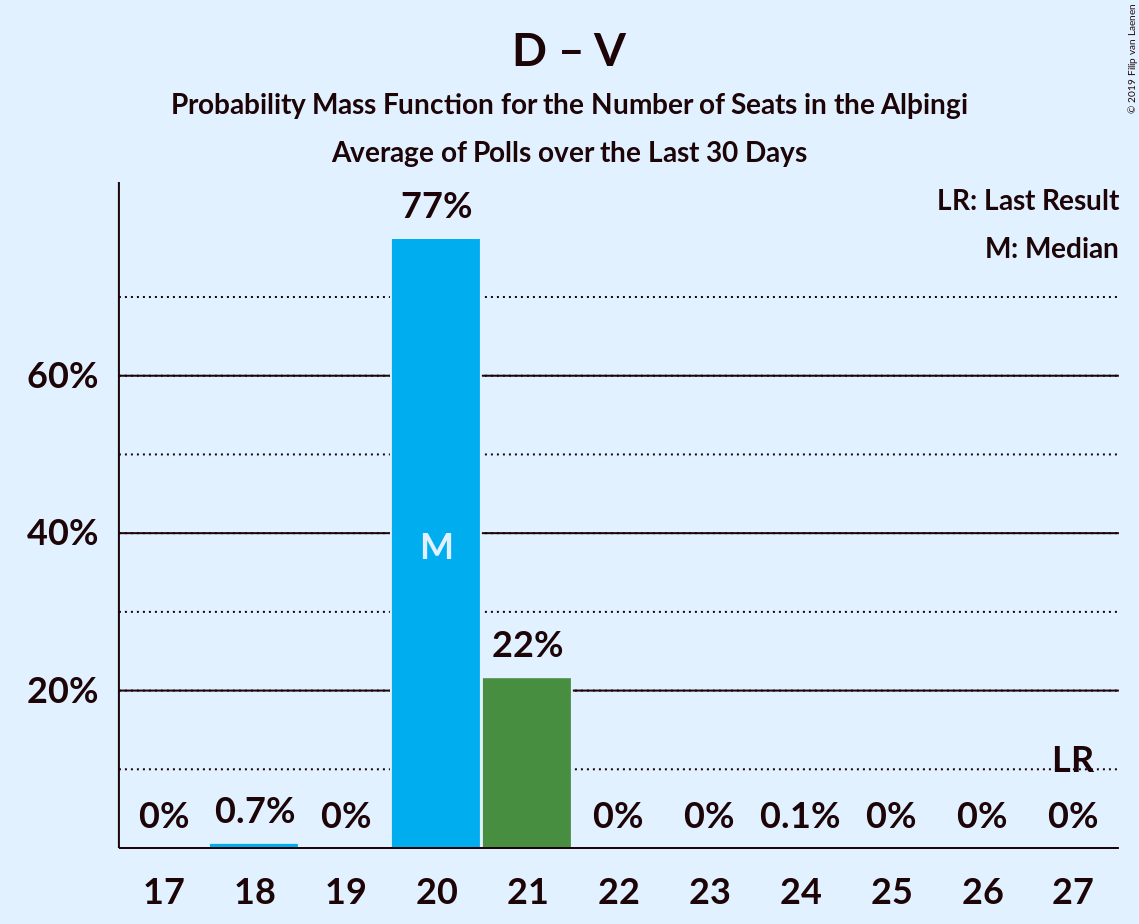 D – V
Probability Mass Function for the Number of Seats in the Alþingi
Average of Polls over the Last 30 Days
© 2019 Filip van Laenen
LR: Last Result
M: Median
77%
60%
40%
20%
M
22%
LR
0% 0.7% 0% 0% 0% 0.1% 0% 0% 0%
17 18 19 20 21 22 23 24 25 26 27